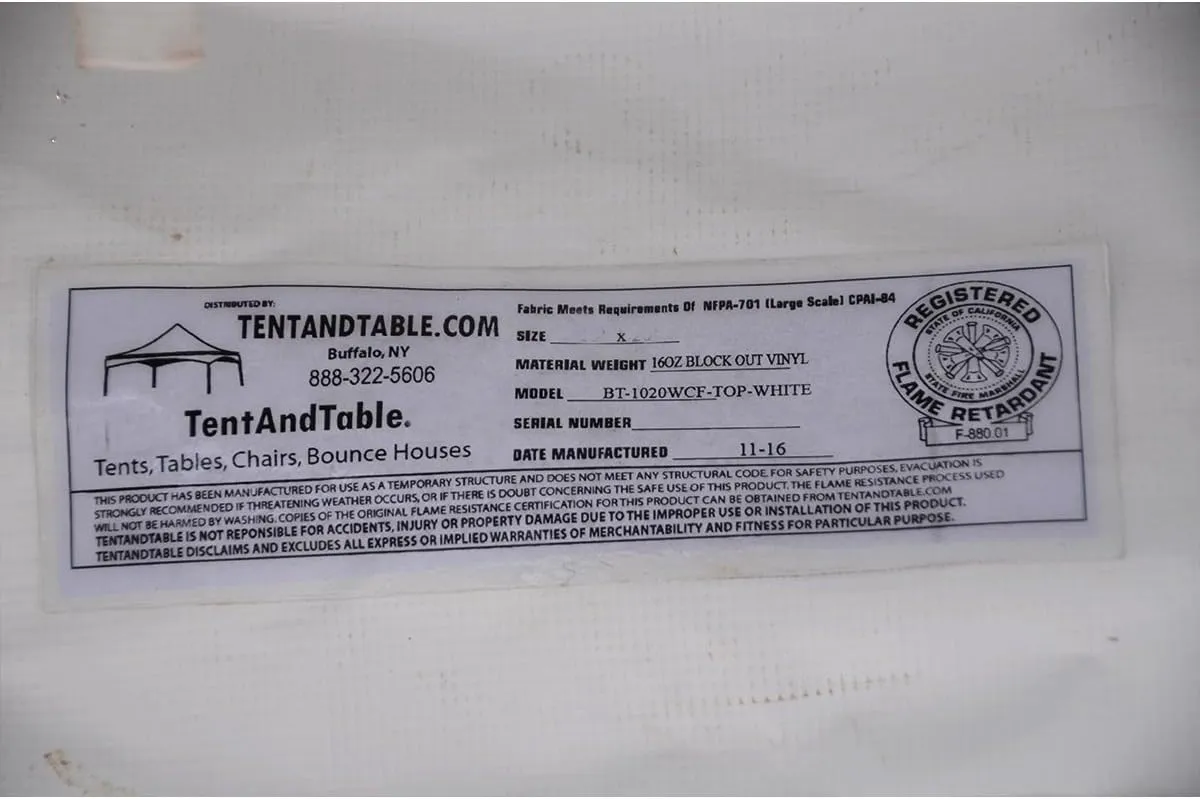 DISTRIBUTED BY:
TENTANDTABLE.COM
Buffalo, NY
888-322-5606
TentAndTable.
Tents, Tables, Chairs, Bounce Houses
Fabric Meets Requirements Of NFPA-701 (Large Scale) CPAI-84
SIZE x
MATERIAL WEIGHT 16OZ BLOCK OUT VINYL
MODEL BT-1020WCF-TOP-WHITE
SERIAL NUMBER
DATE MANUFACTURED 11-16
REGISTERED
STATE OF CALIFORNIA
STATE FIRE MARSHALL
FLAME RETARDANT
F-880.01
THIS PRODUCT HAS BEEN MANUFACTURED FOR USE AS A TEMPORARY STRUCTURE AND DOES NOT MEET ANY STRUCTURAL CODE. FOR SAFETY PURPOSES, EVACUATION IS
STRONGLY RECOMMENDED IF THREATENING WEATHER OCCURS, OR IF THERE IS DOUBT CONCERNING THE SAFE USE OF THIS PRODUCT. THE FLAME RESISTANCE PROCESS USED
WILL NOT BE HARMED BY WASHING. COPIES OF THE ORIGINAL FLAME RESISTANCE CERTIFICATION FOR THIS PRODUCT CAN BE OBTAINED FROM TENTANDTABLE.COM
TENTANDTABLE IS NOT REPONSIBLE FOR ACCIDENTS, INJURY OR PROPERTY DAMAGE DUE TO THE IMPROPER USE OR INSTALLATION OF THIS PRODUCT.
TENTANDTABLE DISCLAIMS AND EXCLUDES ALL EXPRESS OR IMPLIED WARRANTIES OF MERCHANTABILITY AND FITNESS FOR PARTICULAR PURPOSE.